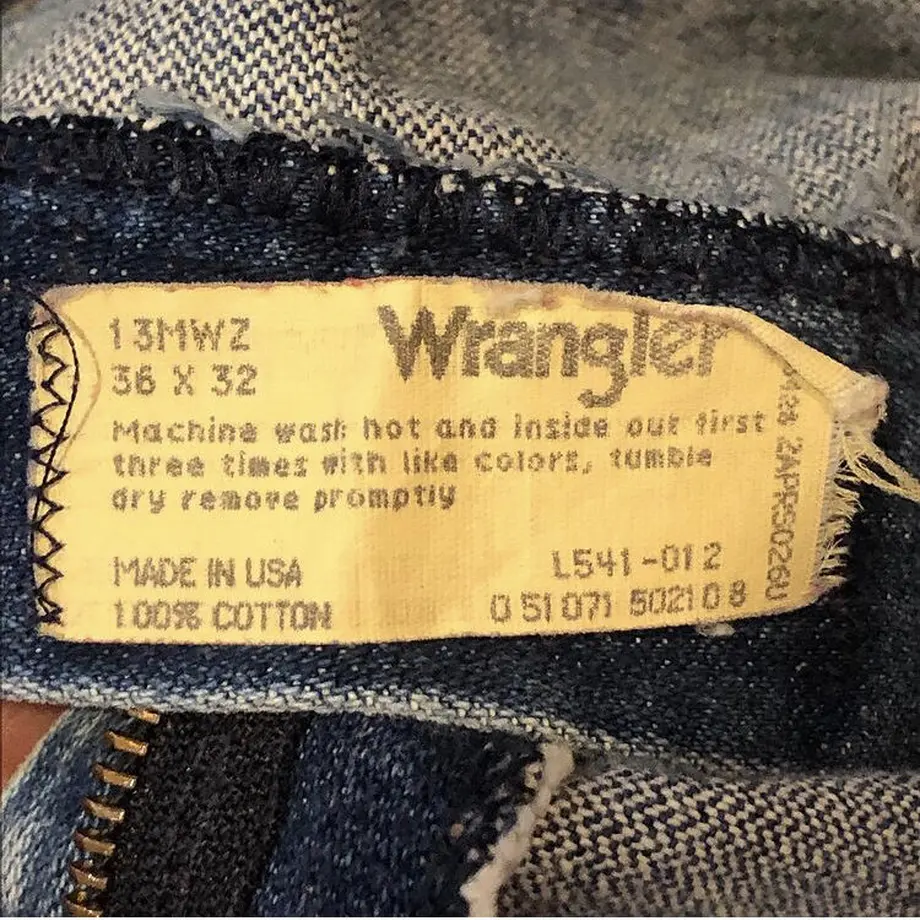 13MWZ
36 X 32
Wrangler
Machine wash hot and inside out first
three times with like colors, tumble
dry remove promptly
MADE IN USA
100% COTTON
L541-012
0 51071 50210 8